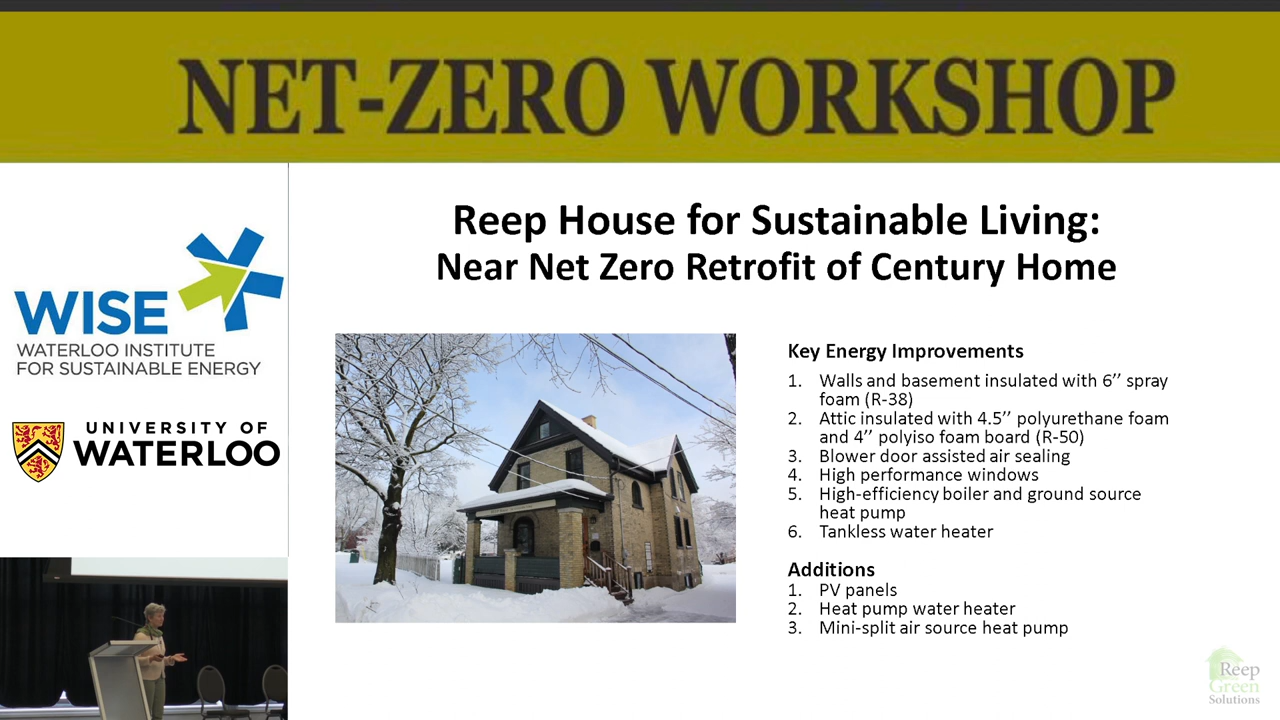 NET-ZERO WORKSHOP
WISE
WATERLOO INSTITUTE
FOR SUSTAINABLE ENERGY
UNIVERSITY OF
WATERLOO
Reep House for Sustainable Living:
Near Net Zero Retrofit of Century Home
Key Energy Improvements
1. Walls and basement insulated with 6’’ spray
foam (R-38)
2. Attic insulated with 4.5’’ polyurethane foam
and 4’’ polyiso foam board (R-50)
3. Blower door assisted air sealing
4. High performance windows
5. High-efficiency boiler and ground source
heat pump
6. Tankless water heater
Additions
1. PV panels
2. Heat pump water heater
3. Mini-split air source heat pump
Reep
Green
Solutions